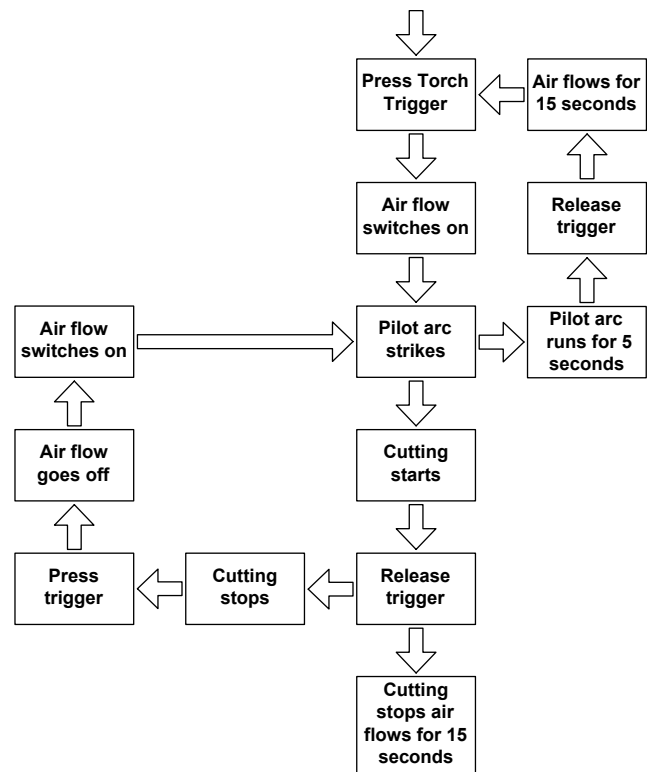 Press Torch
Trigger
Air flows for
15 seconds
Air flow
switches on
Release
trigger
Air flow
switches on
Pilot arc
strikes
Pilot arc
runs for 5
seconds
Air flow
goes off
Cutting
starts
Press
trigger
Cutting
stops
Release
trigger
Cutting
stops air
flows for 15
seconds